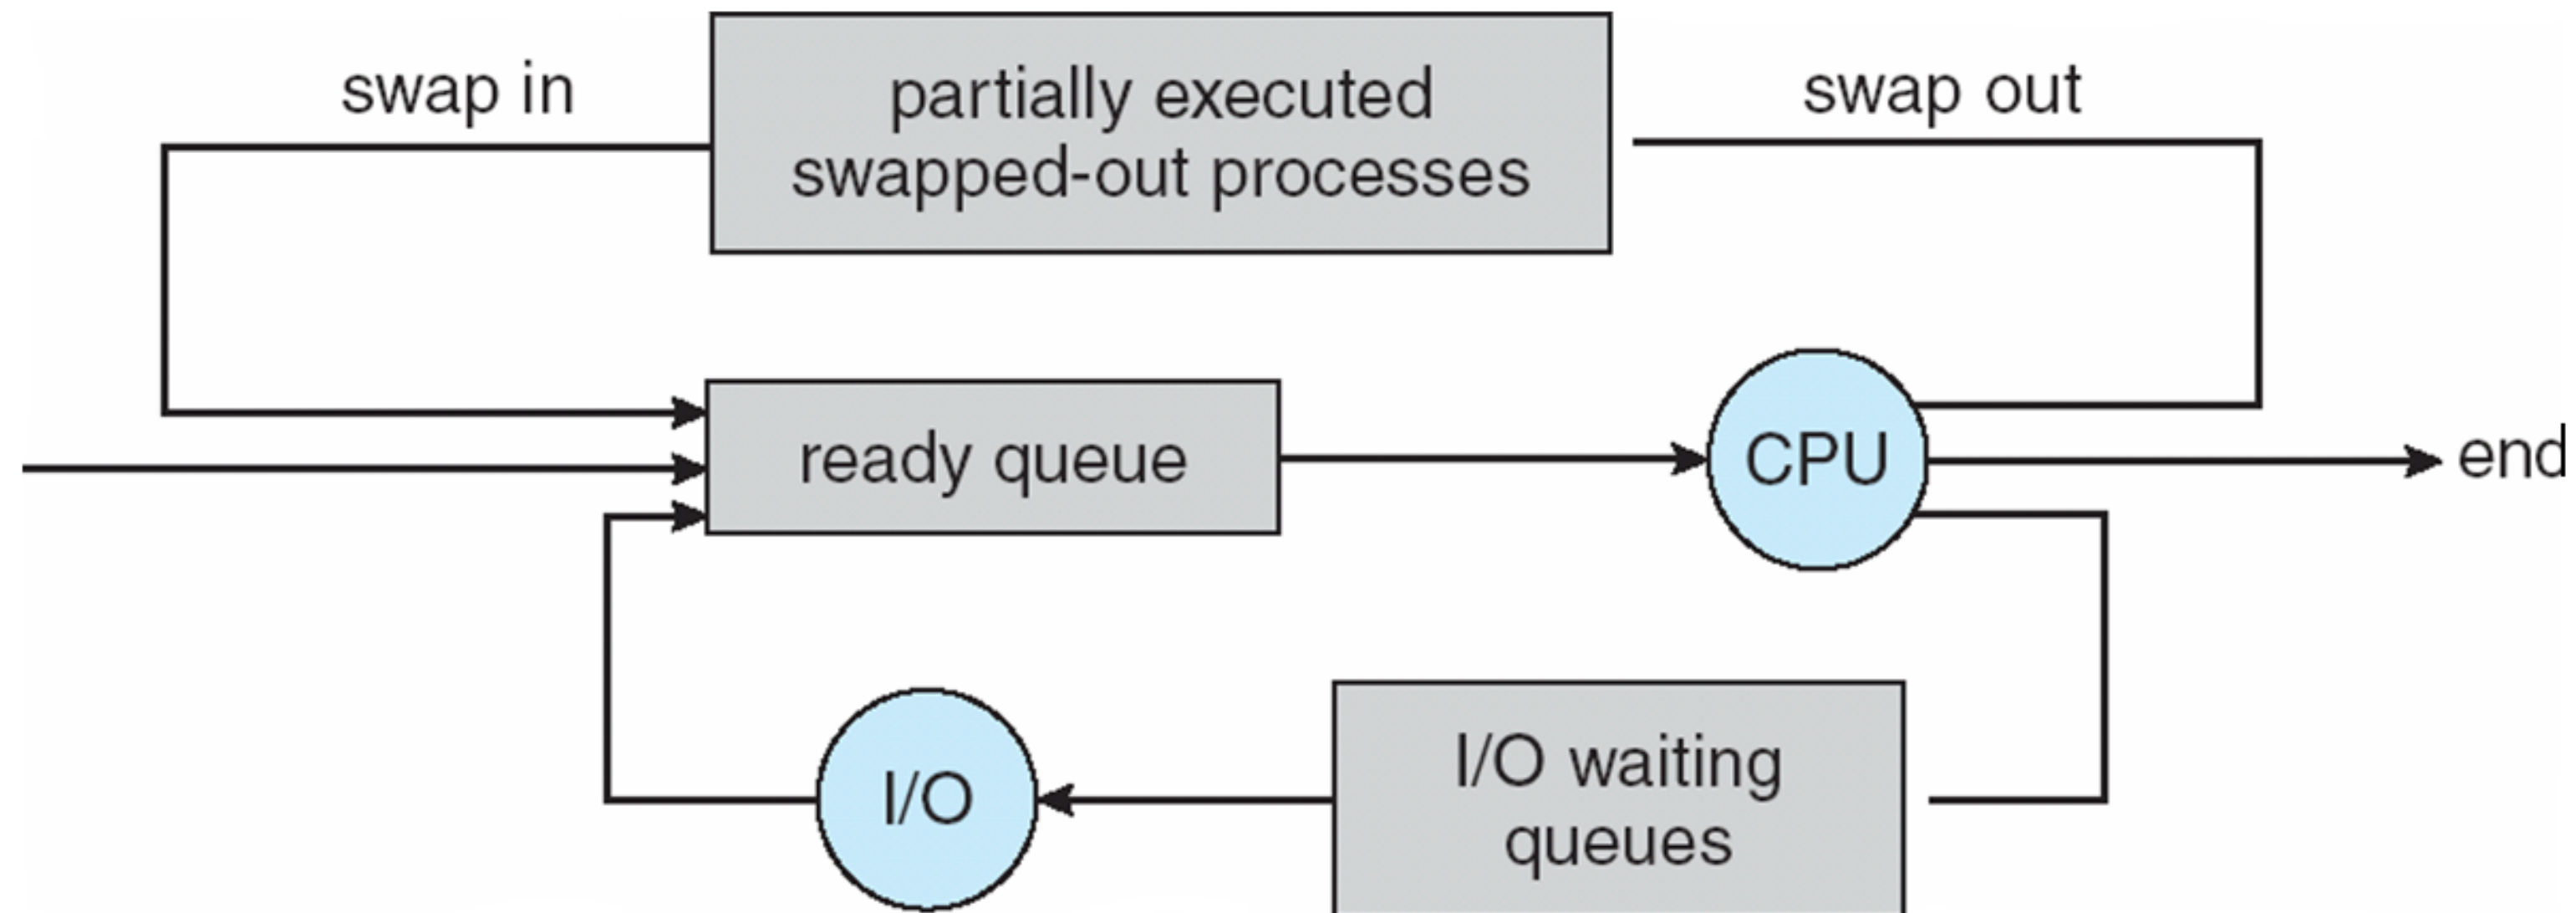 swap in
partially executed
swapped-out processes
swap out
ready queue
CPU
end
I/O
I/O waiting
queues